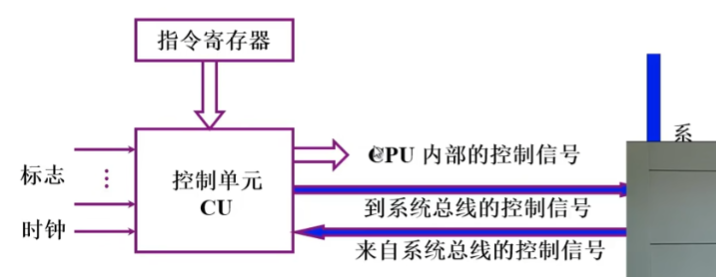 指令寄存器
标志
时钟
控制单元
CU
CPU 内部的控制信号
到系统总线的控制信号
来自系统总线的控制信号
系